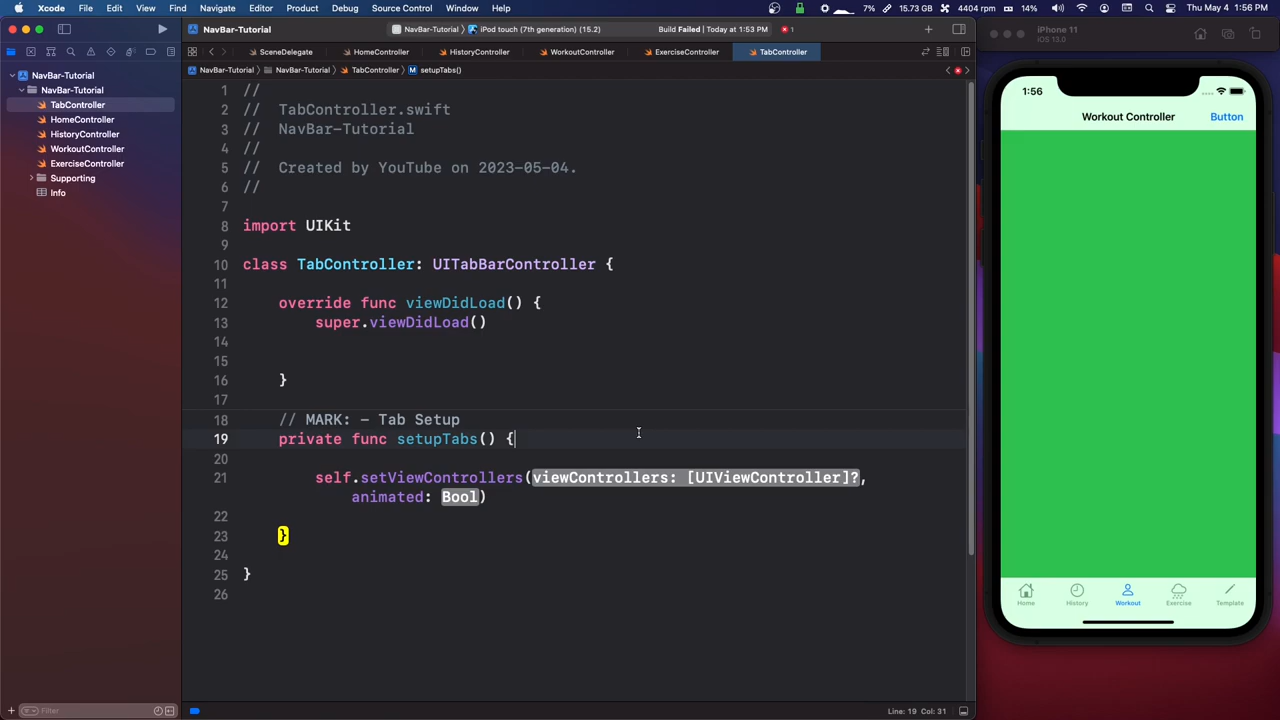 Xcode File Edit View Find Navigate Editor Product Debug Source Control Window Help 7% 15.73 GB 4404 rpm 14% Thu May 4 1:56 PM
NavBar-Tutorial
NavBar-Tutorial iPod touch (7th generation) (15.2) Build Failed | Today at 1:53 PM 1
SceneDelegate HomeController HistoryController WorkoutController ExerciseController TabController
NavBar-Tutorial NavBar-Tutorial TabController M setupTabs()
NavBar-Tutorial
NavBar-Tutorial
TabController
HomeController
HistoryController
WorkoutController
ExerciseController
Supporting
Info
Filter
1 //
2 // TabController.swift
3 // NavBar-Tutorial
4 //
5 // Created by YouTube on 2023-05-04.
6 //
7
8 import UIKit
9
10 class TabController: UITabBarController {
11
12 override func viewDidLoad() {
13 super.viewDidLoad()
14
15
16 }
17
18 // MARK: - Tab Setup
19 private func setupTabs() {
20
21 self.setViewControllers(viewControllers: [UIViewController]?,
animated: Bool)
22
23 }
24
25 }
26
Line: 19 Col: 31
iPhone 11
iOS 13.0
1:56
Workout Controller Button
Home History Workout Exercise Template